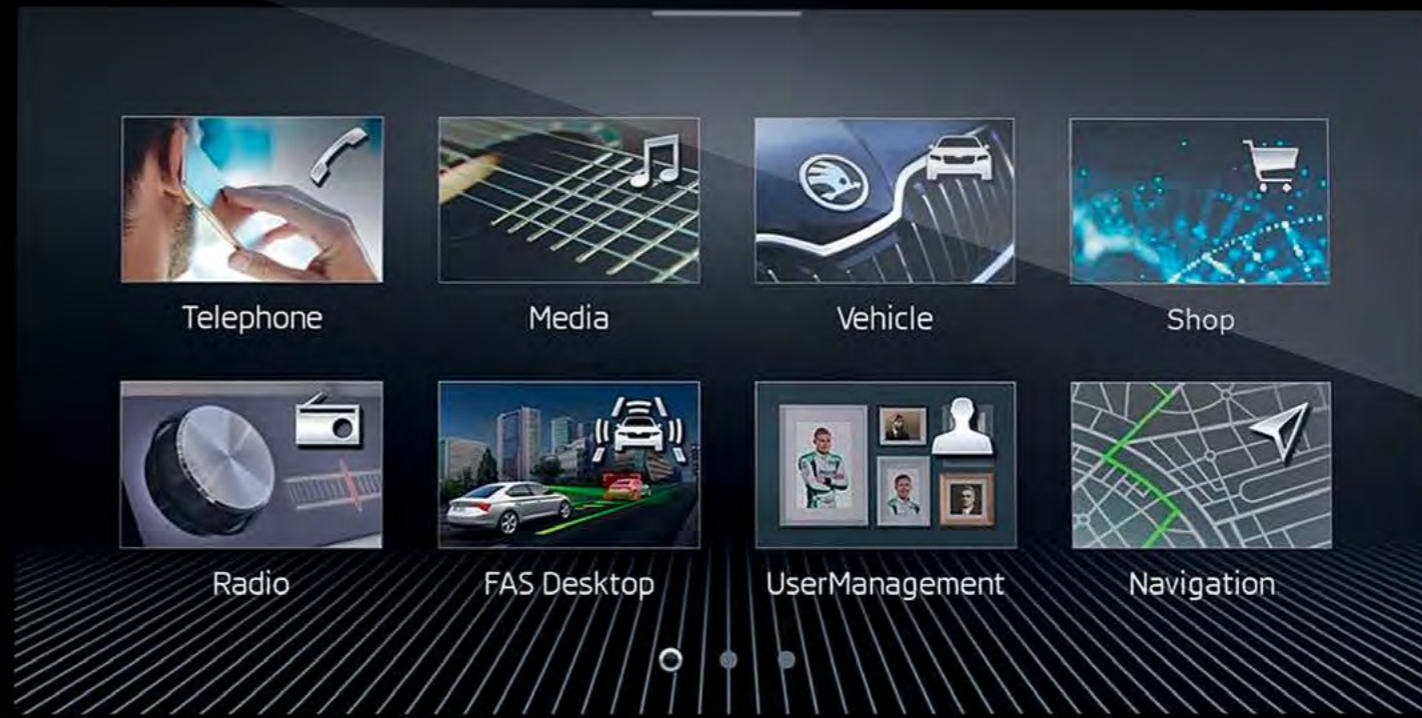 Telephone
Media
Vehicle
Shop
Radio
FAS Desktop
UserManagement
Navigation